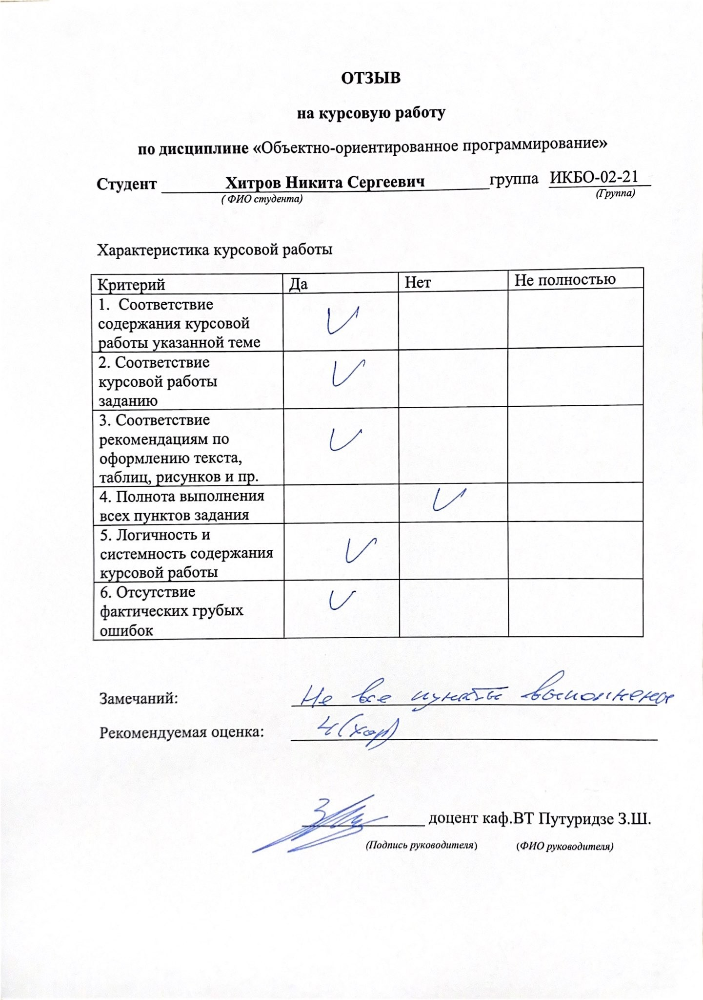 ОТЗЫВ
на курсовую работу
по дисциплине «Объектно-ориентированное программирование»
Студент Хитров Никита Сергеевич группа ИКБО-02-21
( ФИО студента) (Группа)
Характеристика курсовой работы
Критерий Да Нет Не полностью
1. Соответствие
содержания курсовой
работы указанной теме
2. Соответствие
курсовой работы
заданию
3. Соответствие
рекомендациям по
оформлению текста,
таблиц, рисунков и пр.
4. Полнота выполнения
всех пунктов задания
5. Логичность и
системность содержания
курсовой работы
6. Отсутствие
фактических грубых
ошибок
Замечаний: Не все пункты выполнены
Рекомендуемая оценка: 4 (хор)
доцент каф.ВТ Путуридзе З.Ш.
(Подпись руководителя) (ФИО руководителя)